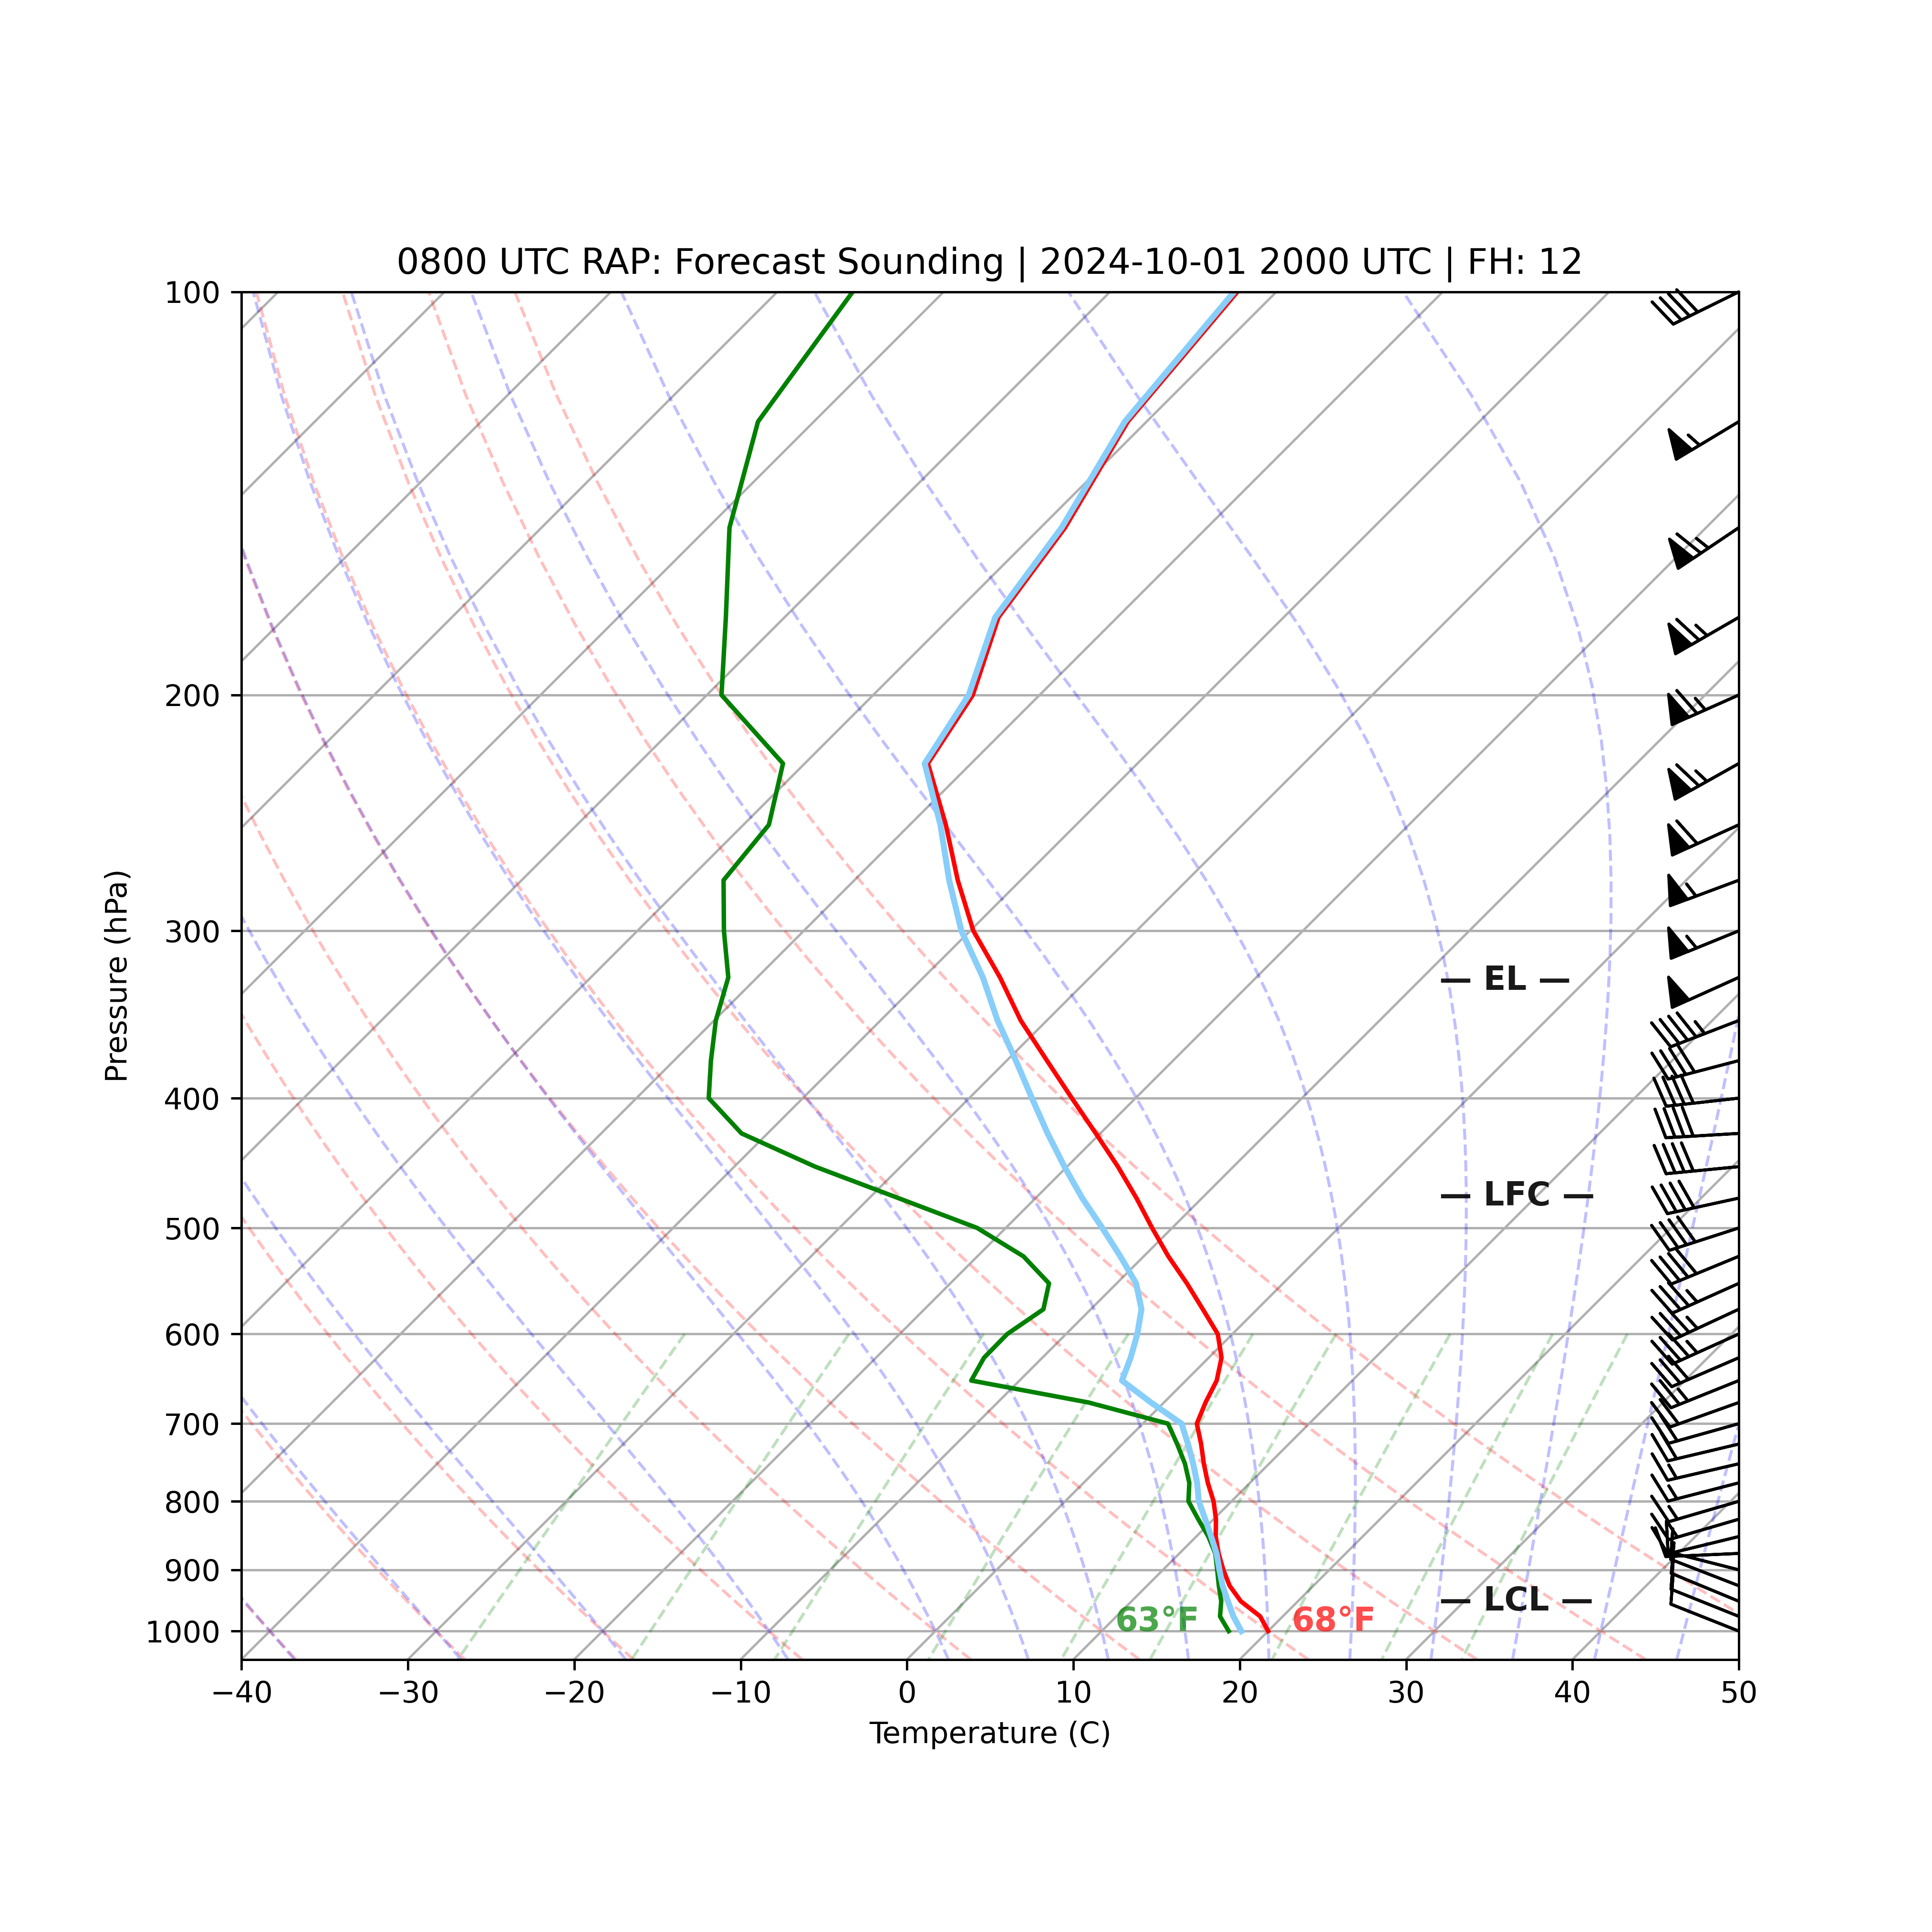 0800 UTC RAP: Forecast Sounding | 2024-10-01 2000 UTC | FH: 12
100
200
300
— EL —
400
— LFC —
500
600
700
800
900
— LCL —
63°F 68°F
1000
−40 −30 −20 −10 0 10 20 30 40 50
Temperature (C)
Pressure (hPa)